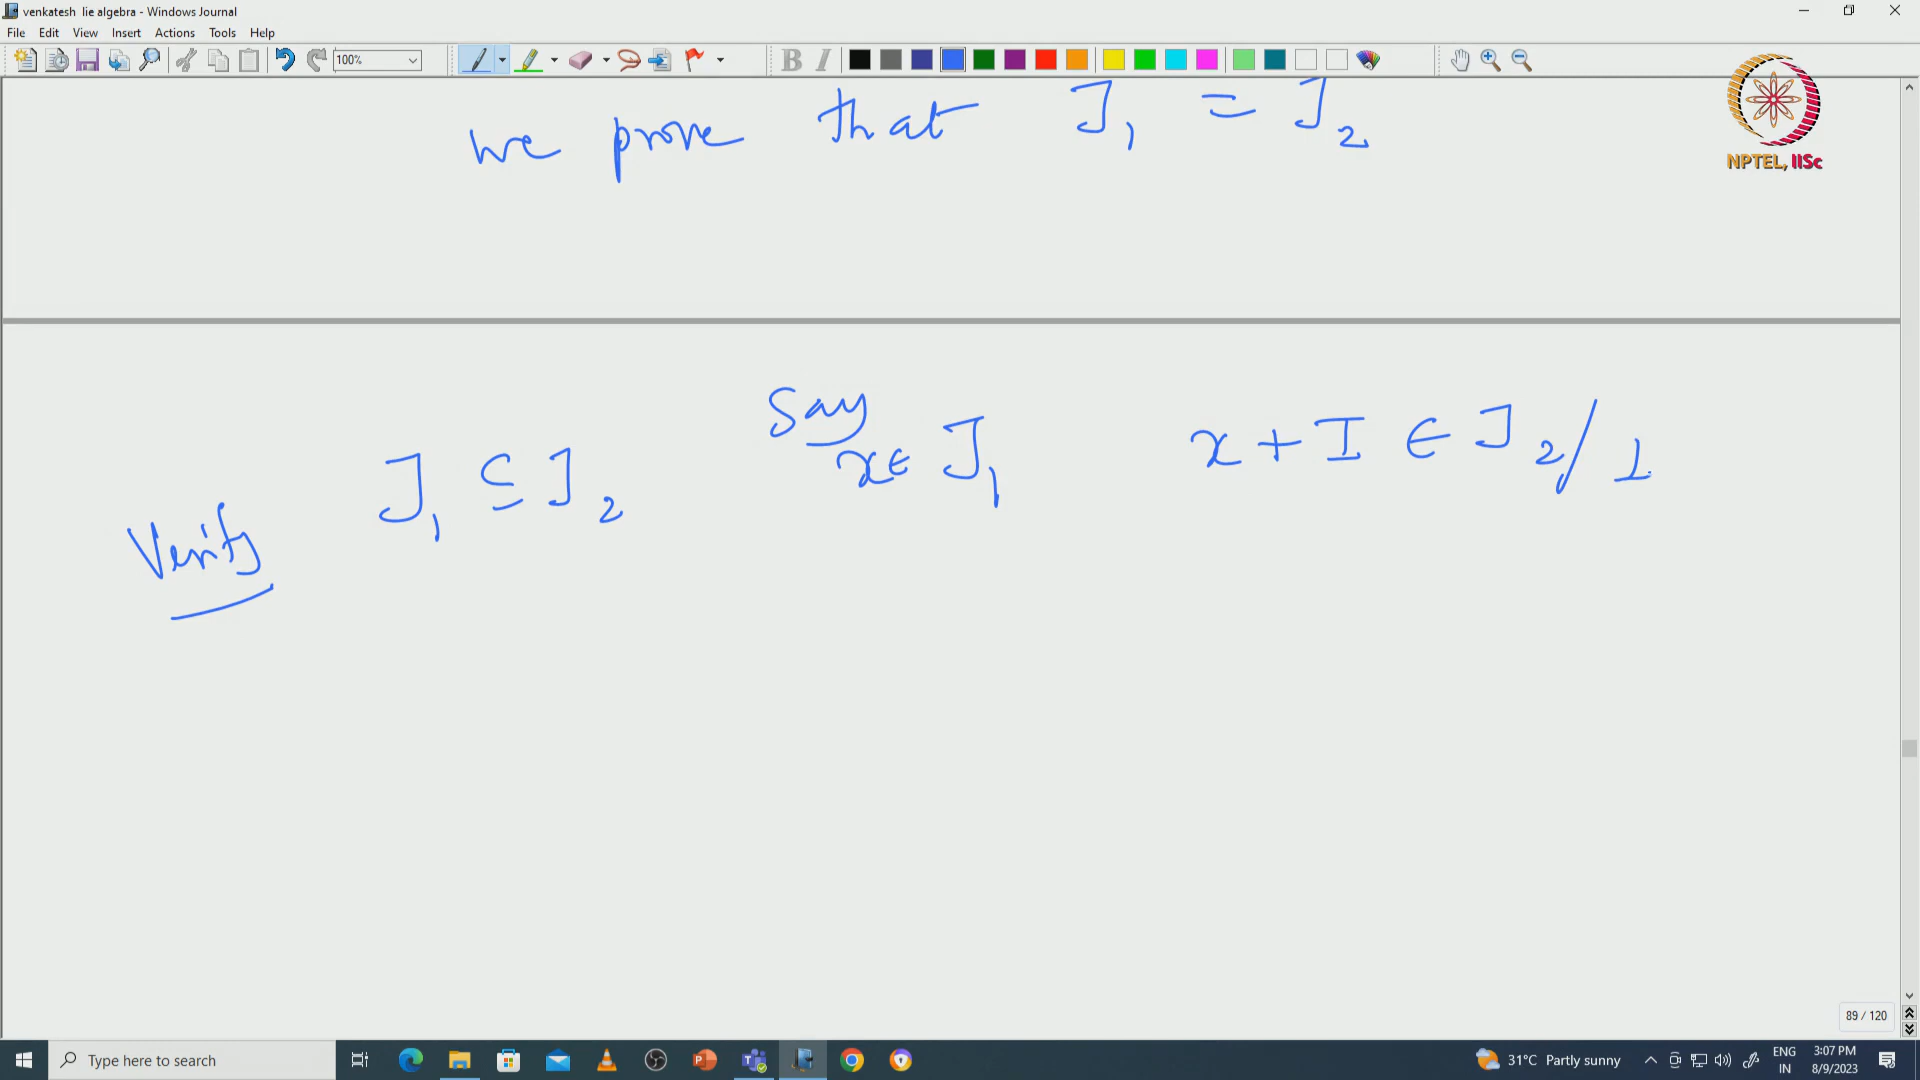 venkatesh lie algebra - Windows Journal
File Edit View Insert Actions Tools Help
100%
B I
NPTEL, IISc
we prove that J₁ = J₂
Verify J₁ ⊆ J₂ Say x ∈ J₁ x + I ∈ J₂/I
89 / 120
Type here to search
31°C Partly sunny
ENG
IN
3:07 PM
8/9/2023